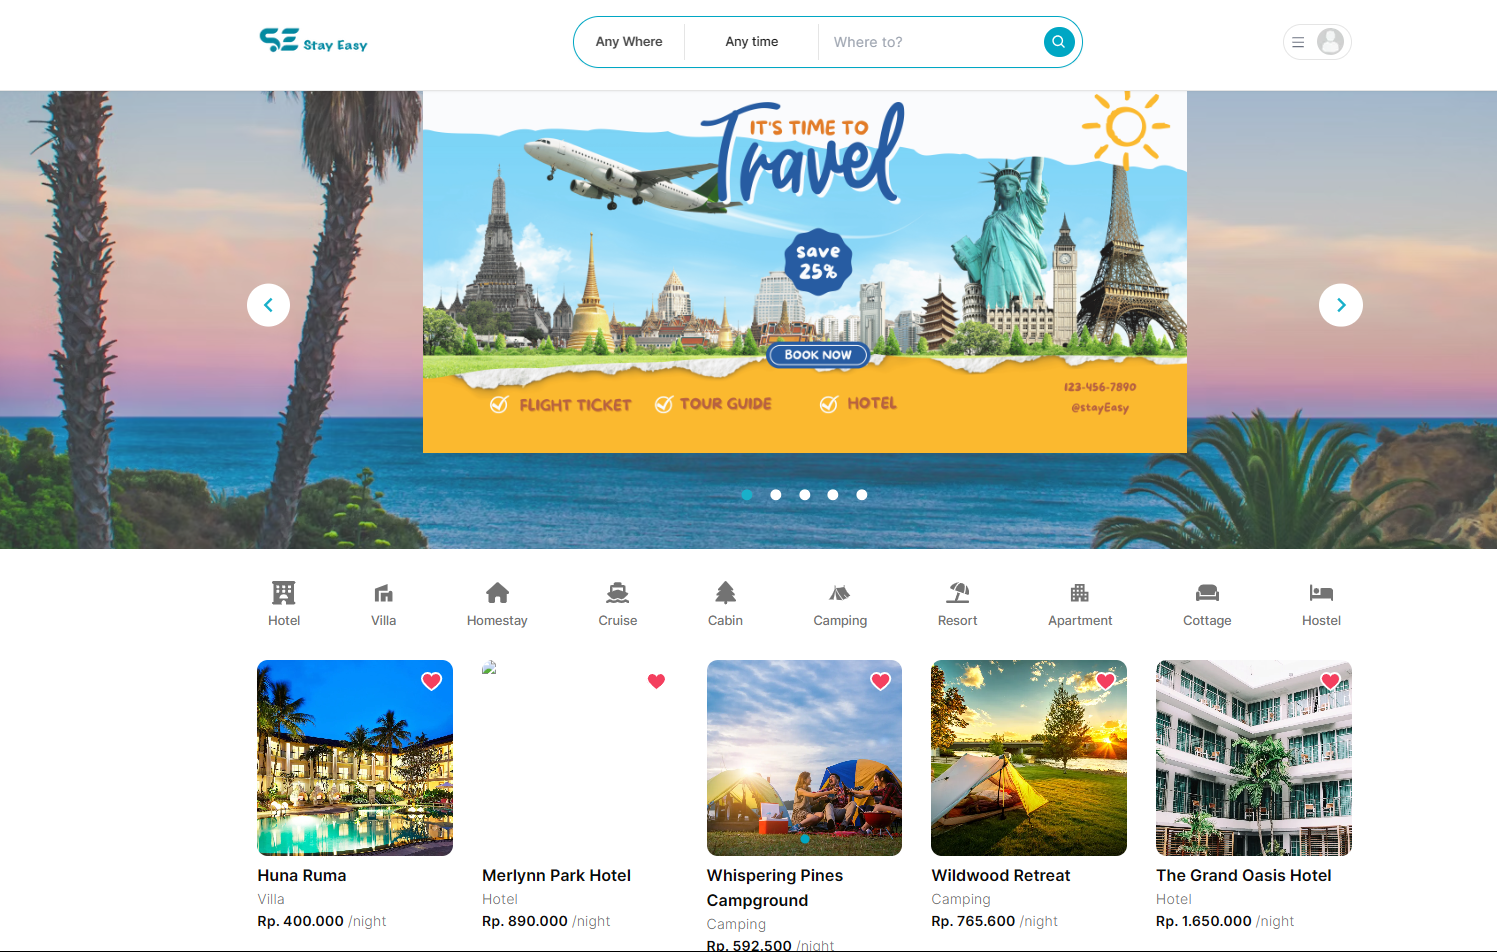 SE Stay Easy
Any Where
Any time
Where to?
IT'S TIME TO
Travel
save
25%
BOOK NOW
FLIGHT TICKET
TOUR GUIDE
HOTEL
123-456-7890
@stayEasy
Hotel
Villa
Homestay
Cruise
Cabin
Camping
Resort
Apartment
Cottage
Hostel
Huna Ruma
Villa
Rp. 400.000 /night
Merlynn Park Hotel
Hotel
Rp. 890.000 /night
Whispering Pines
Campground
Camping
Rp. 592.500 /night
Wildwood Retreat
Camping
Rp. 765.600 /night
The Grand Oasis Hotel
Hotel
Rp. 1.650.000 /night